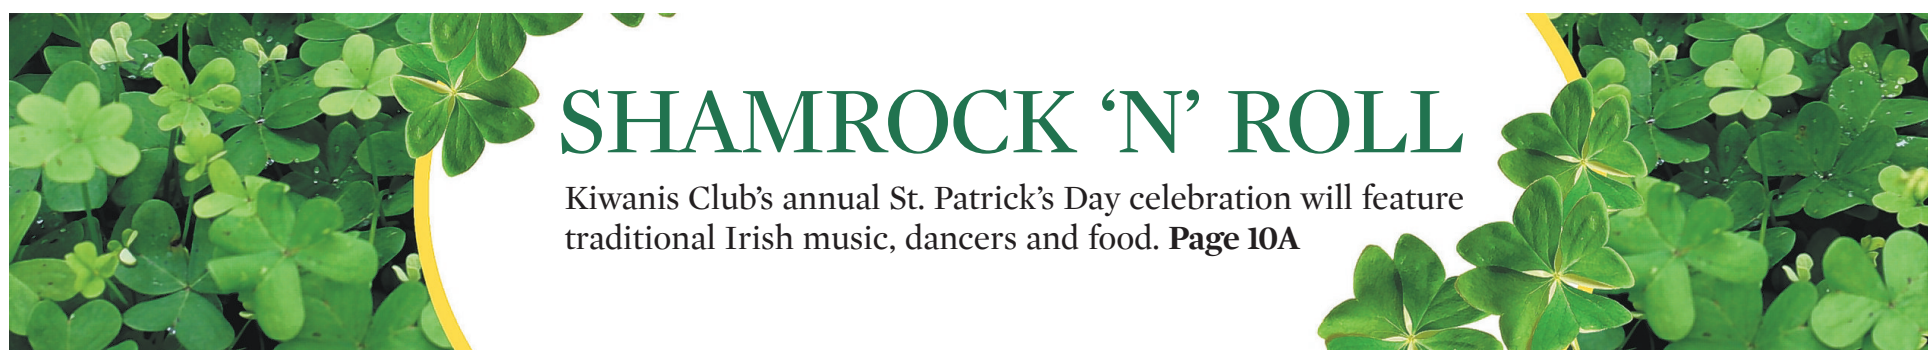 SHAMROCK ‘N’ ROLL
Kiwanis Club’s annual St. Patrick’s Day celebration will feature
traditional Irish music, dancers and food. Page 10A